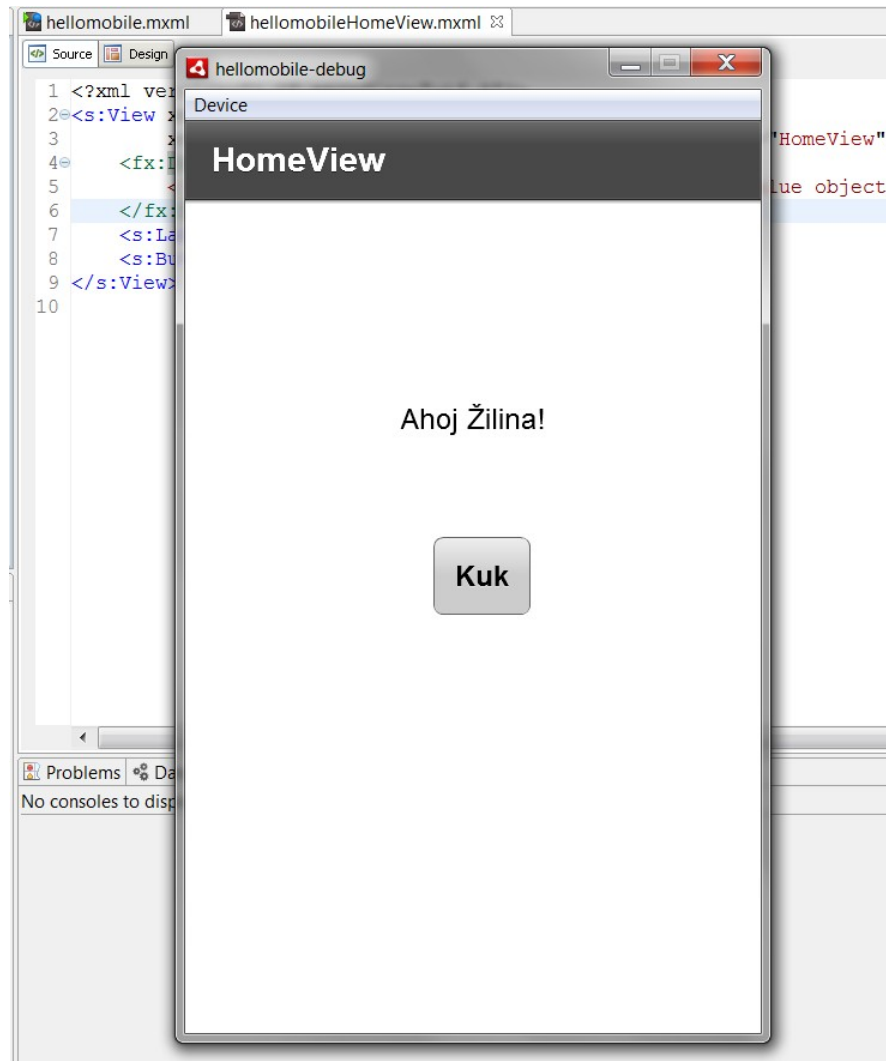 hellomobile.mxml
hellomobileHomeView.mxml
Source
Design
hellomobile-debug
Device
HomeView
1 <?xml ver
2 <s:View x
3 "HomeView"
4 <fx:
5 < lue object
6 </fx:
7 <s:La
8 <s:Bu
9 </s:View>
10
Ahoj Žilina!
Kuk
Problems
Da
No consoles to disp